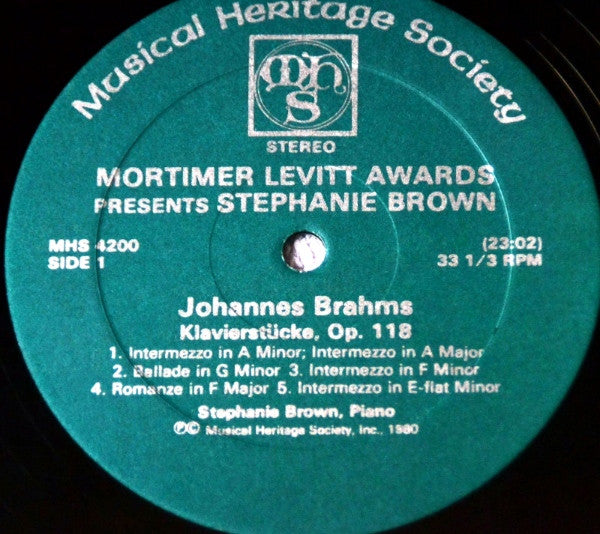 Musical Heritage Society
mhs
STEREO
MORTIMER LEVITT AWARDS
PRESENTS STEPHANIE BROWN
MHS 4200 (23:02)
SIDE 1 33 1/3 RPM
Johannes Brahms
Klavierstücke, Op. 118
1. Intermezzo in A Minor; Intermezzo in A Major
2. Ballade in G Minor 3. Intermezzo in F Minor
4. Romanze in F Major 5. Intermezzo in E-flat Minor
Stephanie Brown, Piano
℗© Musical Heritage Society, Inc., 1980